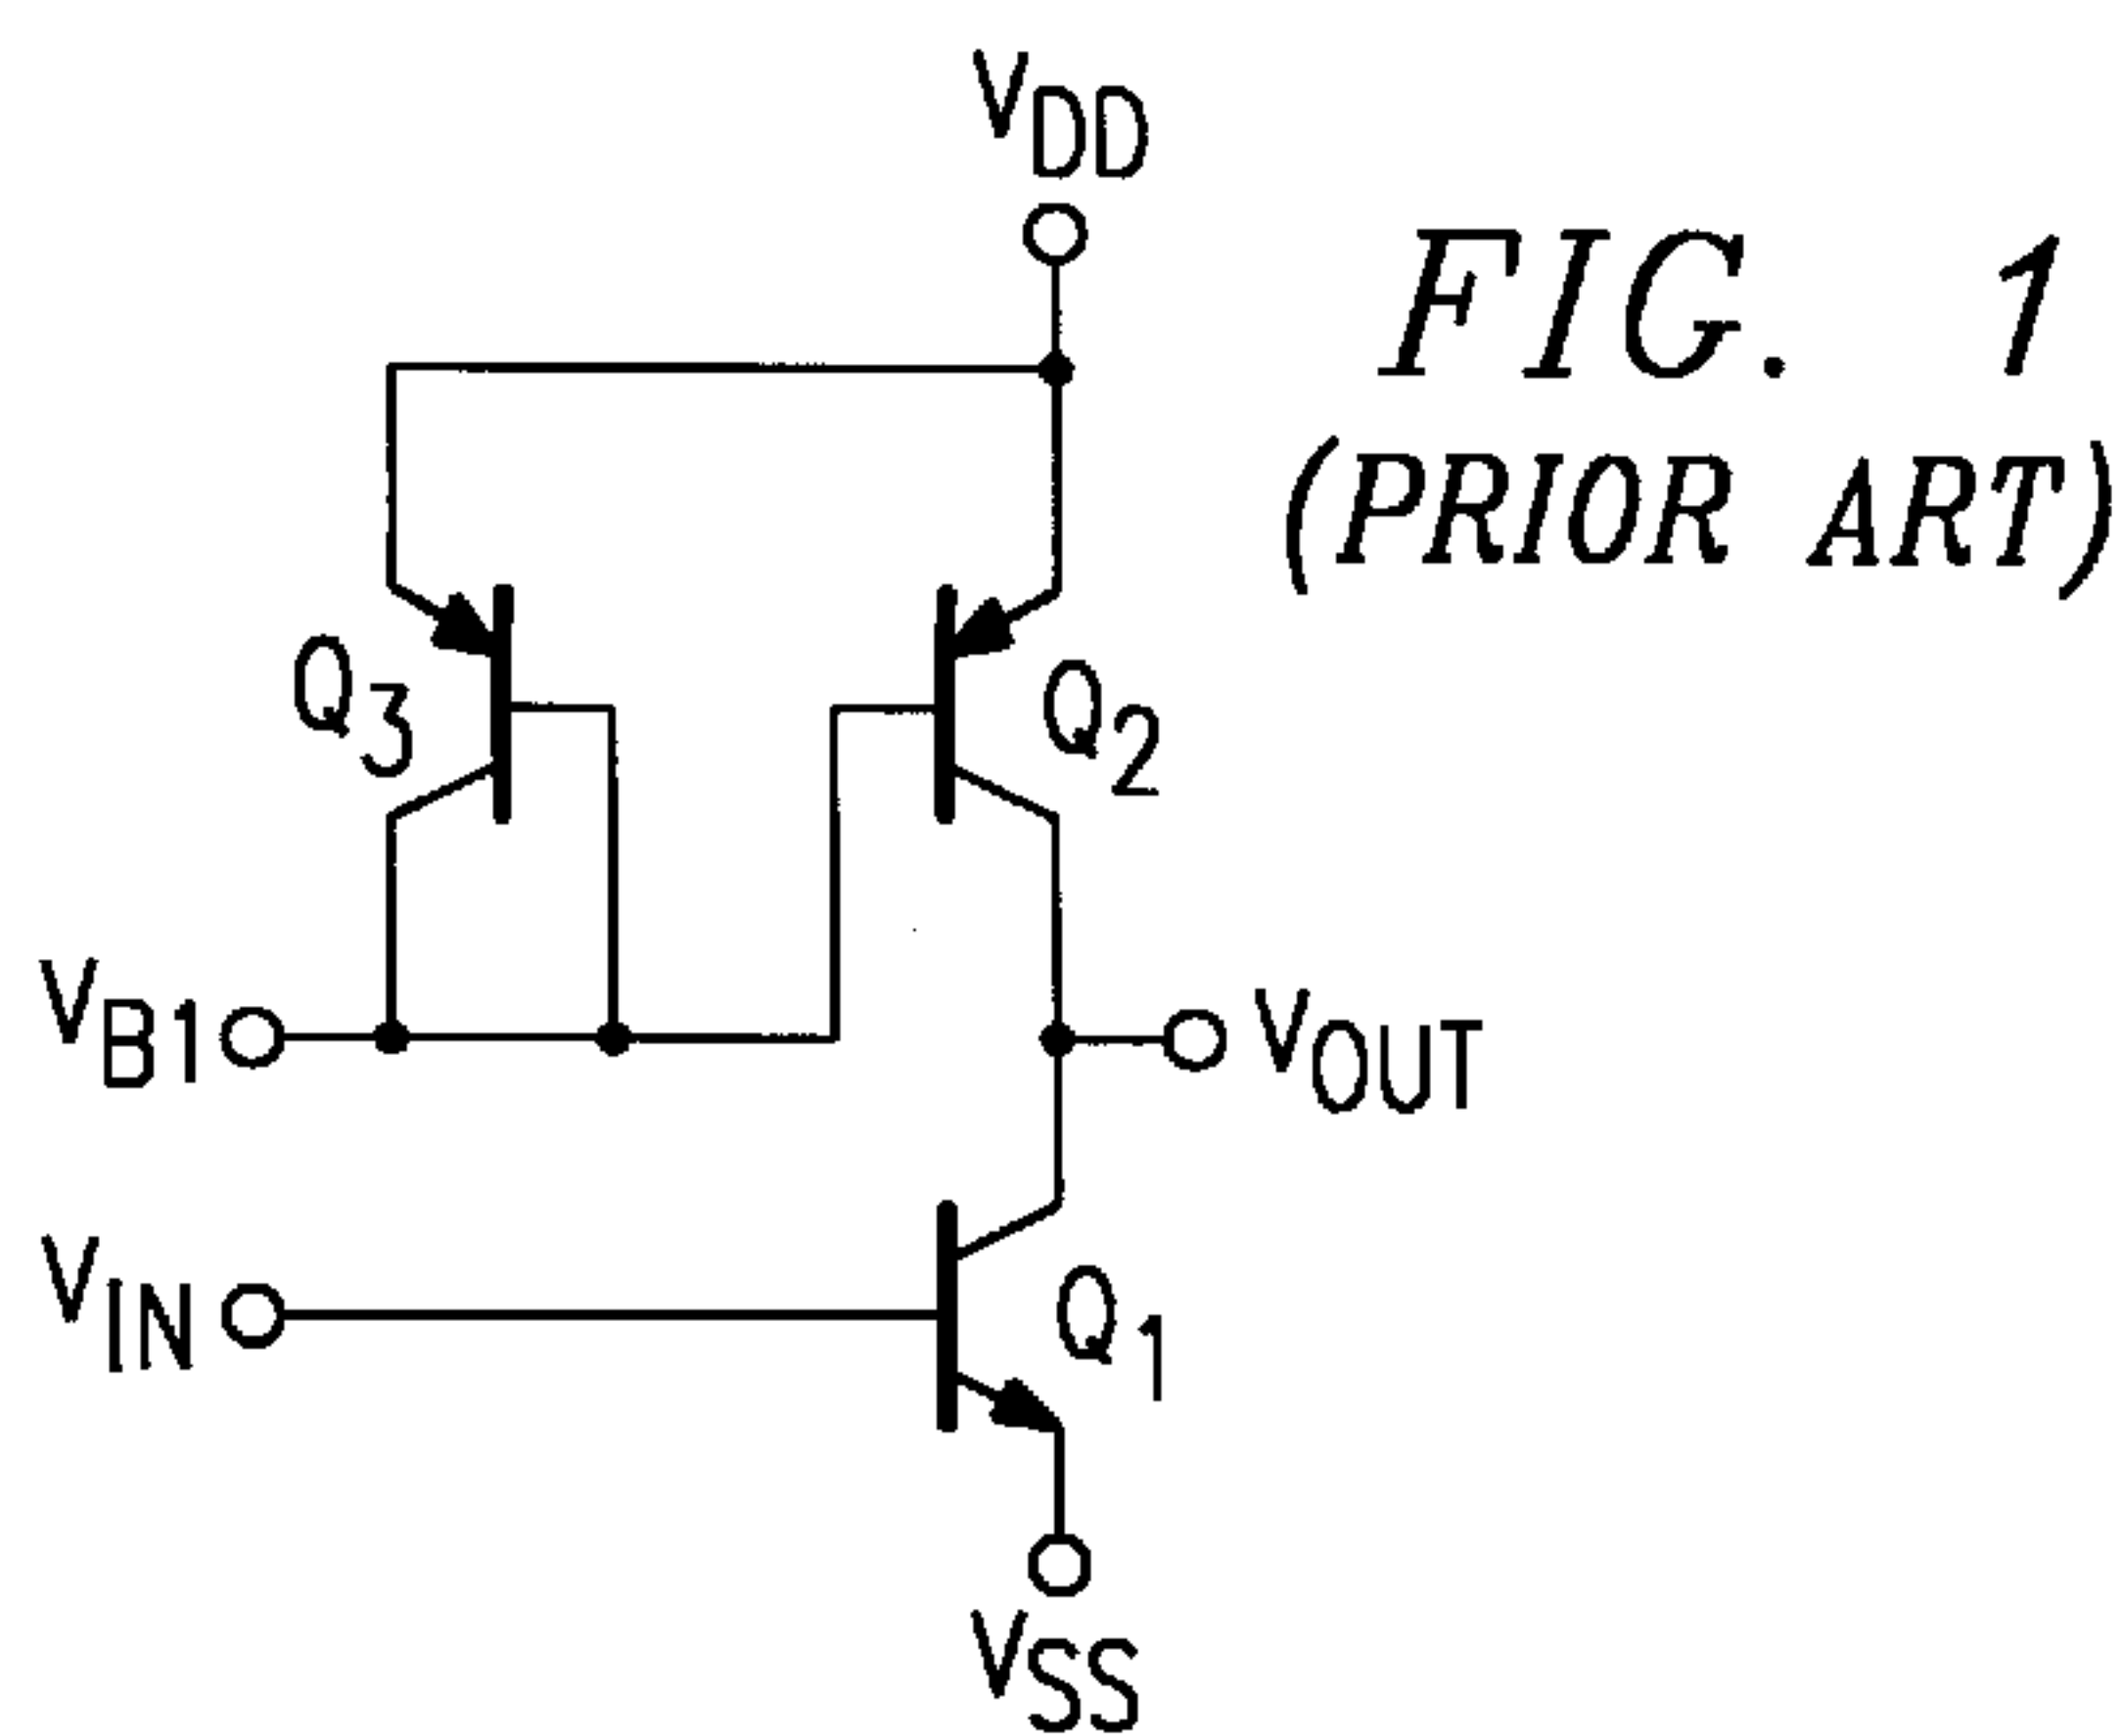 VDD
FIG. 1
(PRIOR ART)
Q3
Q2
VB1
VOUT
VIN
Q1
VSS